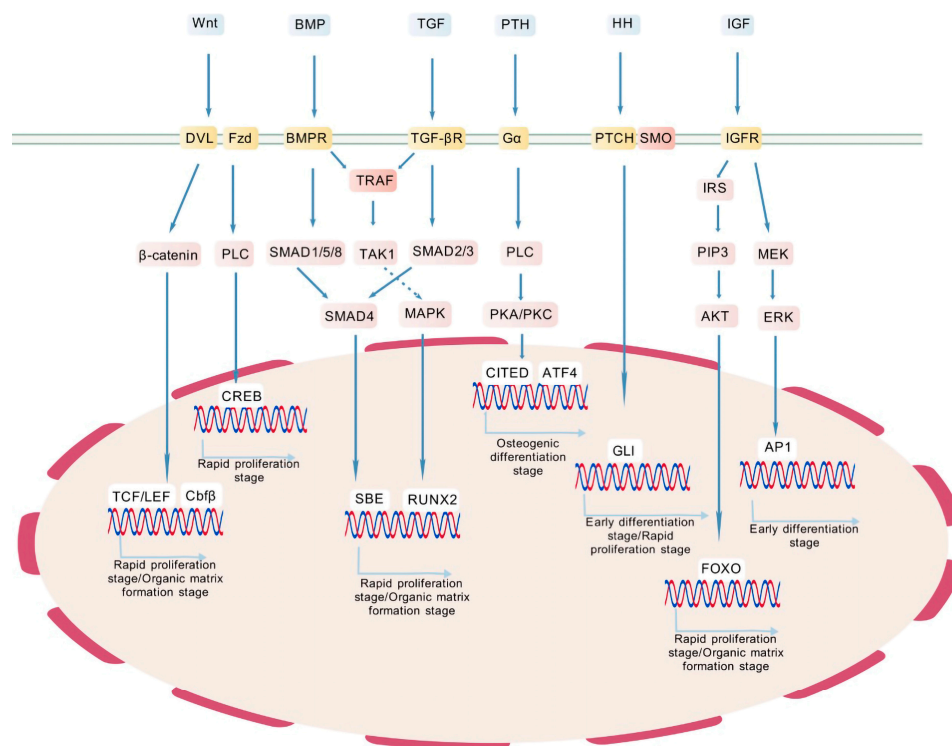 Wnt
BMP
TGF
PTH
HH
IGF
DVL
Fzd
BMPR
TGF-βR
Gα
PTCH
SMO
IGFR
TRAF
IRS
β-catenin
PLC
SMAD1/5/8
TAK1
SMAD2/3
PLC
PIP3
MEK
SMAD4
MAPK
PKA/PKC
AKT
ERK
CITED
ATF4
CREB
Osteogenic
differentiation
stage
Rapid proliferation
stage
GLI
AP1
TCF/LEF
Cbfβ
SBE
RUNX2
Early differentiation
stage/Rapid
proliferation stage
Early differentiation
stage
Rapid proliferation
stage/Organic matrix
formation stage
Rapid proliferation
stage/Organic matrix
formation stage
FOXO
Rapid proliferation
stage/Organic matrix
formation stage